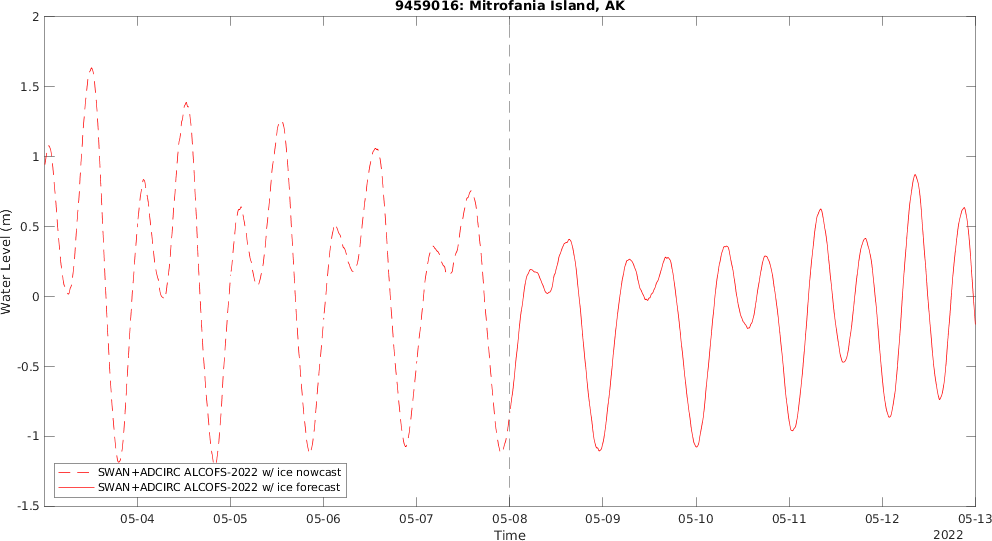 9459016: Mitrofania Island, AK
Water Level (m)
2
1.5
1
0.5
0
-0.5
-1
-1.5
SWAN+ADCIRC ALCOFS-2022 w/ ice nowcast
SWAN+ADCIRC ALCOFS-2022 w/ ice forecast
05-04 05-05 05-06 05-07 05-08 05-09 05-10 05-11 05-12 05-13
Time
2022